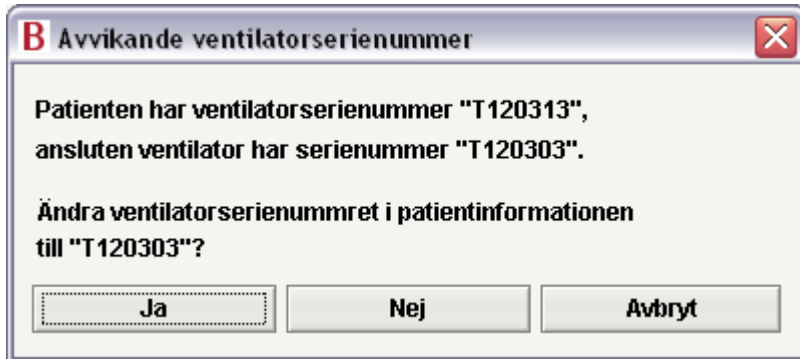 B Avvikande ventilatorserienummer
Patienten har ventilatorserienummer "T120313",
ansluten ventilator har serienummer "T120303".
Ändra ventilatorserienummret i patientinformationen
till "T120303"?
Ja Nej Avbryt